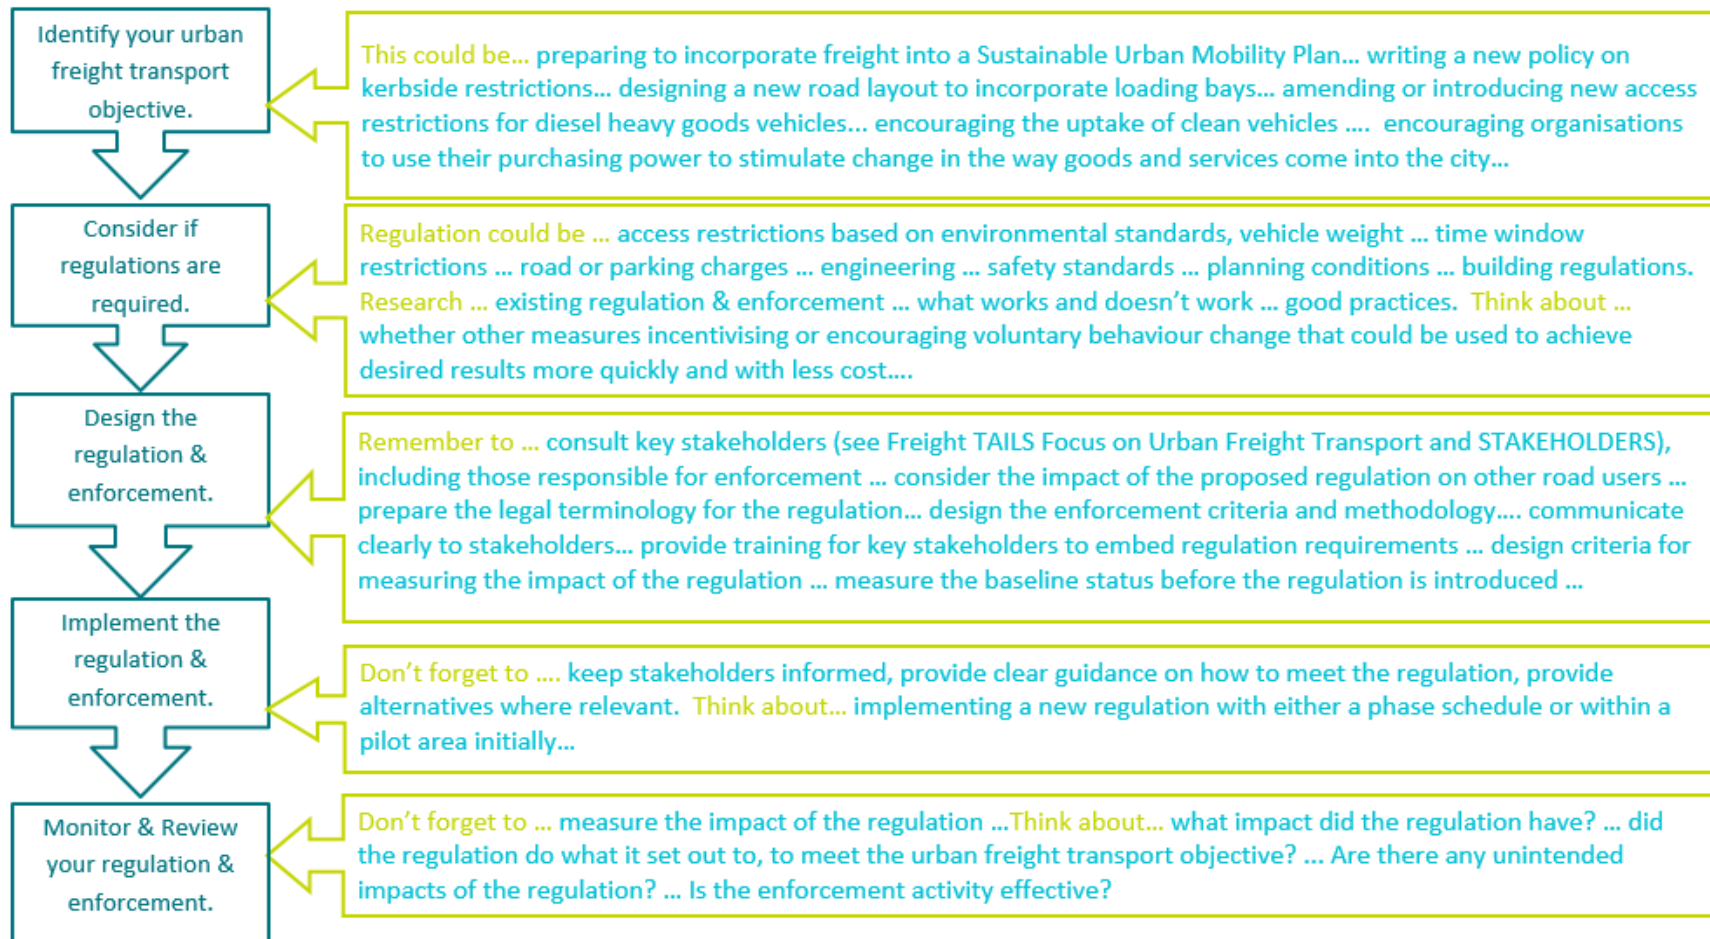 Identify your urban
freight transport
objective.
This could be… preparing to incorporate freight into a Sustainable Urban Mobility Plan… writing a new policy on
kerbside restrictions… designing a new road layout to incorporate loading bays… amending or introducing new access
restrictions for diesel heavy goods vehicles… encouraging the uptake of clean vehicles …. encouraging organisations
to use their purchasing power to stimulate change in the way goods and services come into the city…
Consider if
regulations are
required.
Regulation could be … access restrictions based on environmental standards, vehicle weight … time window
restrictions … road or parking charges … engineering … safety standards … planning conditions … building regulations.
Research … existing regulation & enforcement … what works and doesn’t work … good practices. Think about …
whether other measures incentivising or encouraging voluntary behaviour change that could be used to achieve
desired results more quickly and with less cost….
Design the
regulation &
enforcement.
Remember to … consult key stakeholders (see Freight TAILS Focus on Urban Freight Transport and STAKEHOLDERS),
including those responsible for enforcement … consider the impact of the proposed regulation on other road users …
prepare the legal terminology for the regulation… design the enforcement criteria and methodology…. communicate
clearly to stakeholders… provide training for key stakeholders to embed regulation requirements … design criteria for
measuring the impact of the regulation … measure the baseline status before the regulation is introduced …
Implement the
regulation &
enforcement.
Don’t forget to …. keep stakeholders informed, provide clear guidance on how to meet the regulation, provide
alternatives where relevant. Think about… implementing a new regulation with either a phase schedule or within a
pilot area initially…
Monitor & Review
your regulation &
enforcement.
Don’t forget to … measure the impact of the regulation …Think about… what impact did the regulation have? … did
the regulation do what it set out to, to meet the urban freight transport objective? … Are there any unintended
impacts of the regulation? … Is the enforcement activity effective?